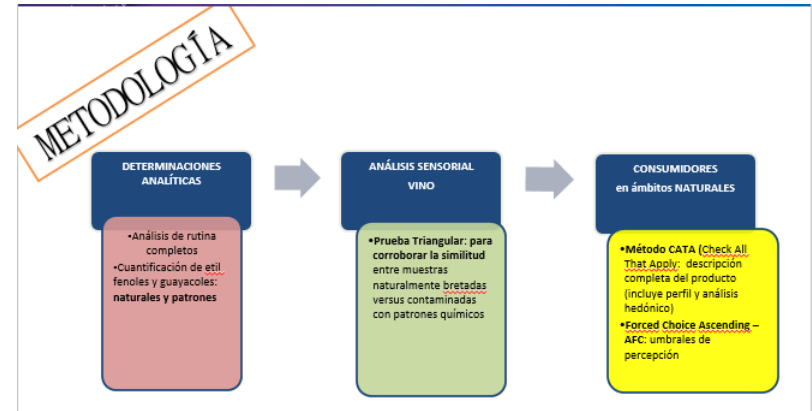 METODOLOGÍA
DETERMINACIONES
ANALÍTICAS
•Análisis de rutina
completos
•Cuantificación de etil
fenoles y guayacoles:
naturales y patrones
ANÁLISIS SENSORIAL
VINO
•Prueba Triangular: para
corroborar la similitud
entre muestras
naturalmente bretadas
versus contaminadas
con patrones químicos
CONSUMIDORES
en ámbitos NATURALES
•Método CATA (Check All
That Apply: descripción
completa del producto
(incluye perfil y análisis
hedónico)
•Forced Choice Ascending –
AFC: umbrales de
percepción